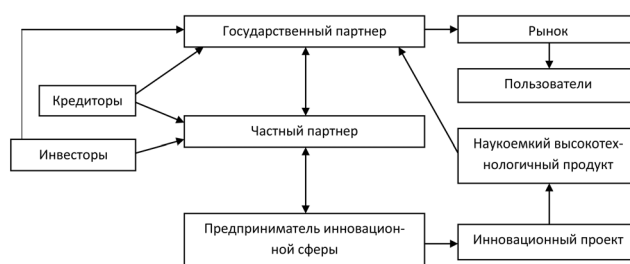 Государственный партнер
Рынок
Пользователи
Кредиторы
Частный партнер
Инвесторы
Наукоемкий высокотех-
нологичный продукт
Предприниматель инновацион-
ной сферы
Инновационный проект